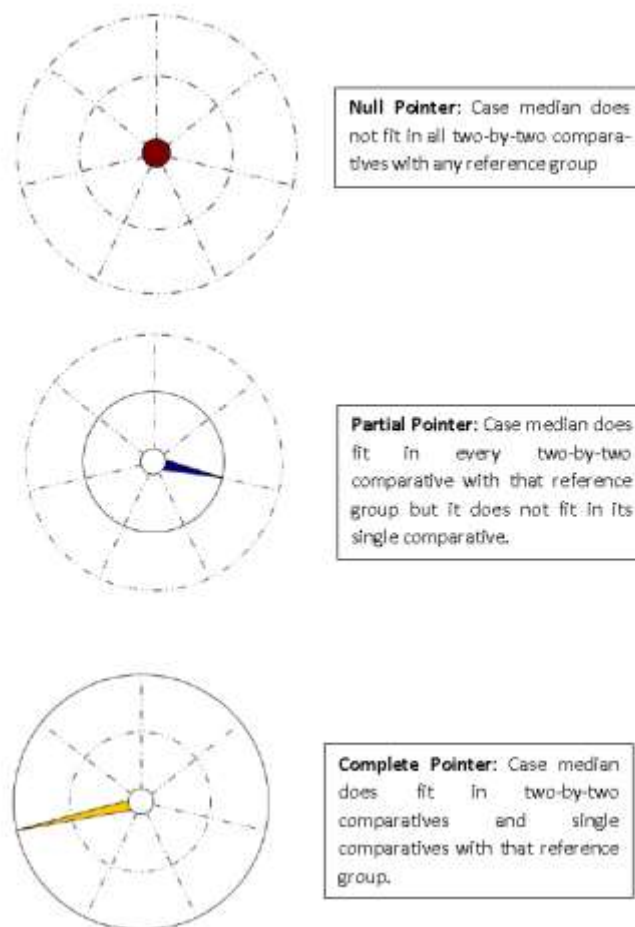 Null Pointer: Case median does
not fit in all two-by-two compara-
tives with any reference group
Partial Pointer: Case median does
fit in every two-by-two
comparative with that reference
group but it does not fit in its
single comparative.
Complete Pointer: Case median
does fit in two-by-two
comparatives and single
comparatives with that reference
group.